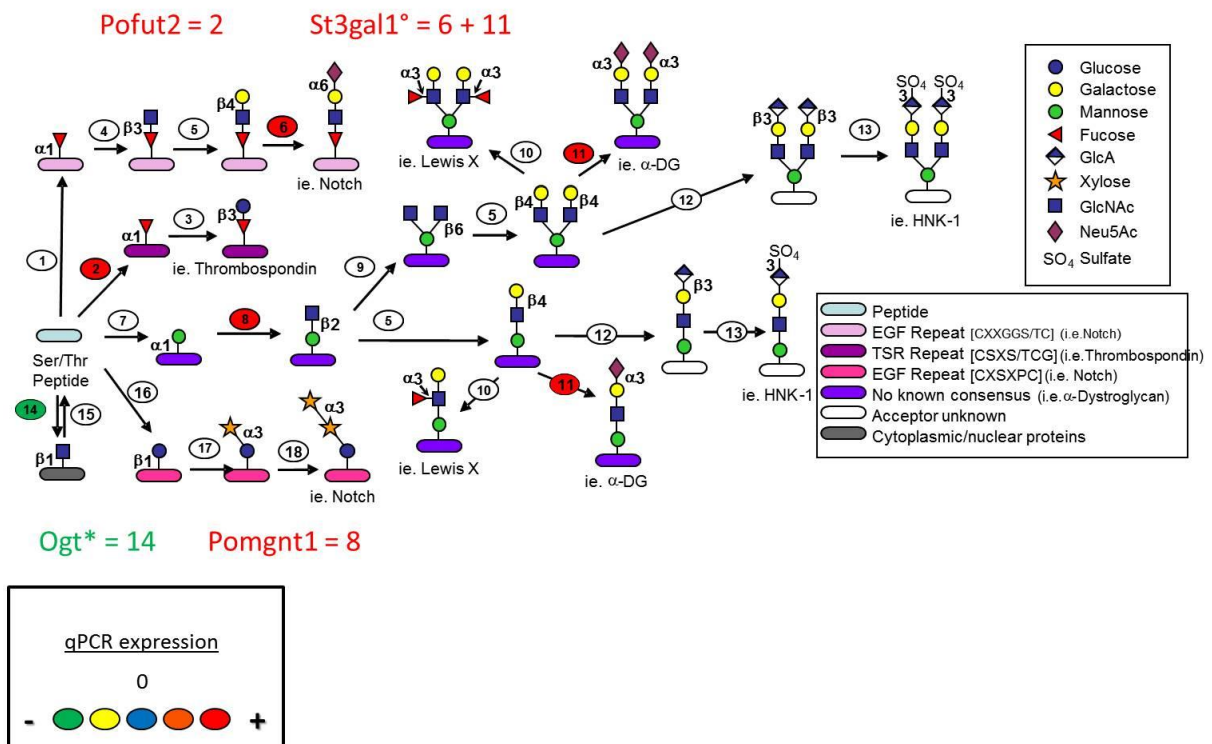 Pofut2 = 2
St3gal1° = 6 + 11
α1
4
β3
5
β4
6
α6
ie. Notch
α3
α3
ie. Lewis X
10
11
α3
α3
ie. α-DG
12
β3
β3
13
SO4 SO4
3 3
ie. HNK-1
1
2
α1
3
β3
ie. Thrombospondin
9
β6
5
β4
β4
Ser/Thr
Peptide
7
α1
8
β2
5
β4
12
β3
13
SO4
3
ie. HNK-1
10
α3
ie. Lewis X
11
α3
ie. α-DG
14
15
β1
16
β1
17
α3
18
α3
ie. Notch
Glucose
Galactose
Mannose
Fucose
GlcA
Xylose
GlcNAc
Neu5Ac
SO4 Sulfate
Peptide
EGF Repeat [CXXGGS/TC] (i.e.Notch)
TSR Repeat [CSXS/TCG] (i.e.Thrombospondin)
EGF Repeat [CXSXPC] (i.e. Notch)
No known consensus (i.e. α-Dystroglycan)
Acceptor unknown
Cytoplasmic/nuclear proteins
Ogt* = 14
Pomgnt1 = 8
qPCR expression
0
- +